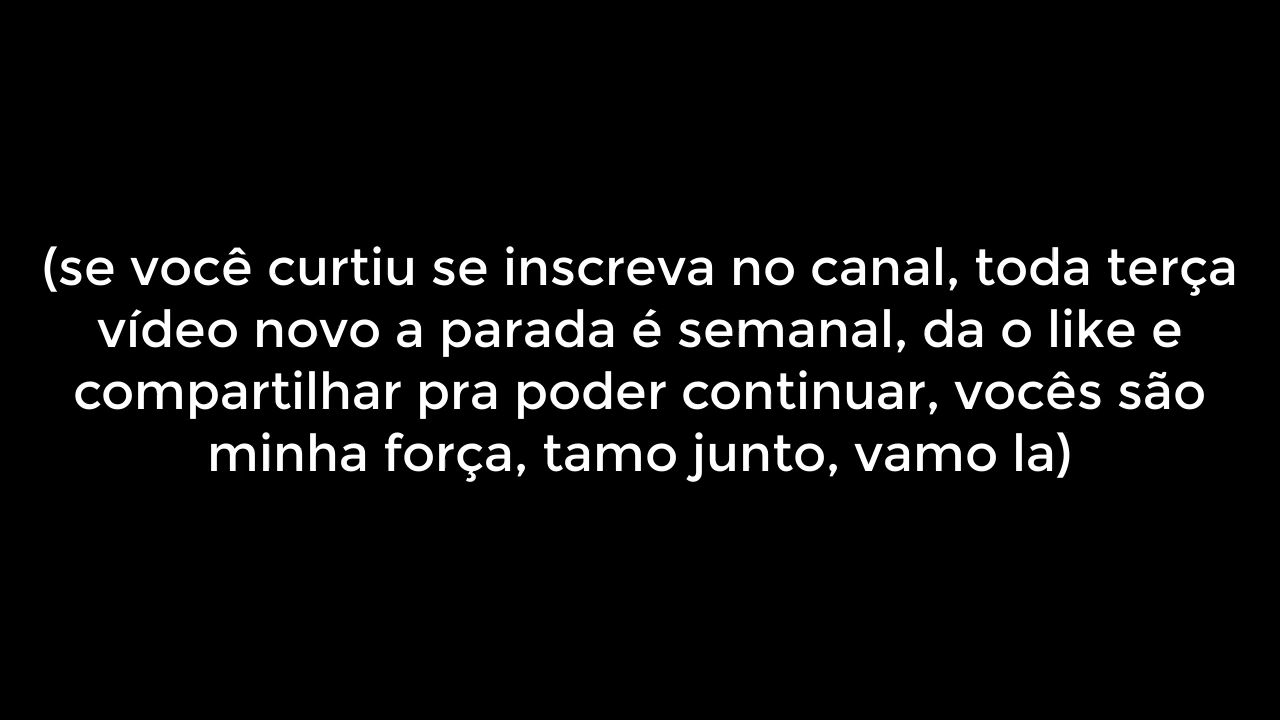 (se você curtiu se inscreva no canal, toda terça
vídeo novo a parada é semanal, da o like e
compartilhar pra poder continuar, vocês são
minha força, tamo junto, vamo la)